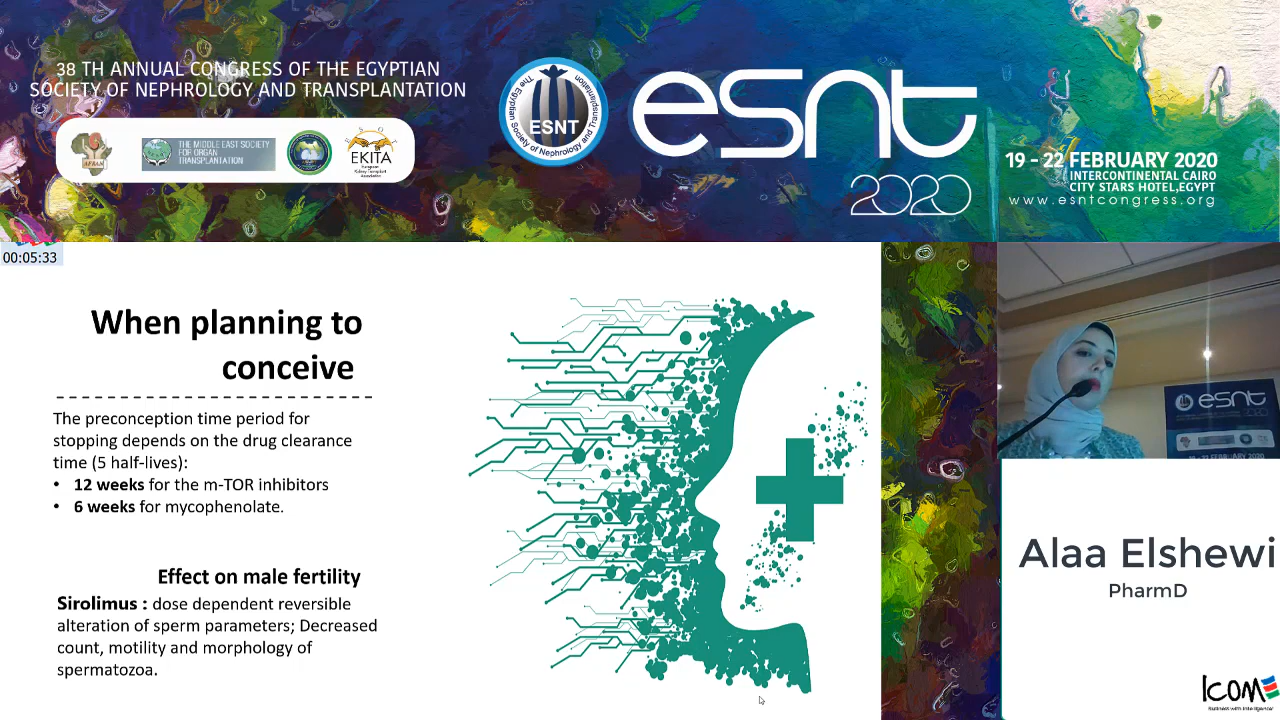 38 TH ANNUAL CONGRESS OF THE EGYPTIAN
SOCIETY OF NEPHROLOGY AND TRANSPLANTATION
AFRAN
THE MIDDLE EAST SOCIETY
FOR ORGAN
TRANSPLANTATION
EKITA
The Egyptian Society of Nephrology and Transplantation
ESNT
esnt
2020
19 - 22 FEBRUARY 2020
INTERCONTINENTAL CAIRO
CITY STARS HOTEL,EGYPT
www.esntcongress.org
00:05:33
When planning to
conceive
The preconception time period for
stopping depends on the drug clearance
time (5 half-lives):
• 12 weeks for the m-TOR inhibitors
• 6 weeks for mycophenolate.
Effect on male fertility
Sirolimus : dose dependent reversible
alteration of sperm parameters; Decreased
count, motility and morphology of
spermatozoa.
esnt
2020
Alaa Elshewi
PharmD
ICOME